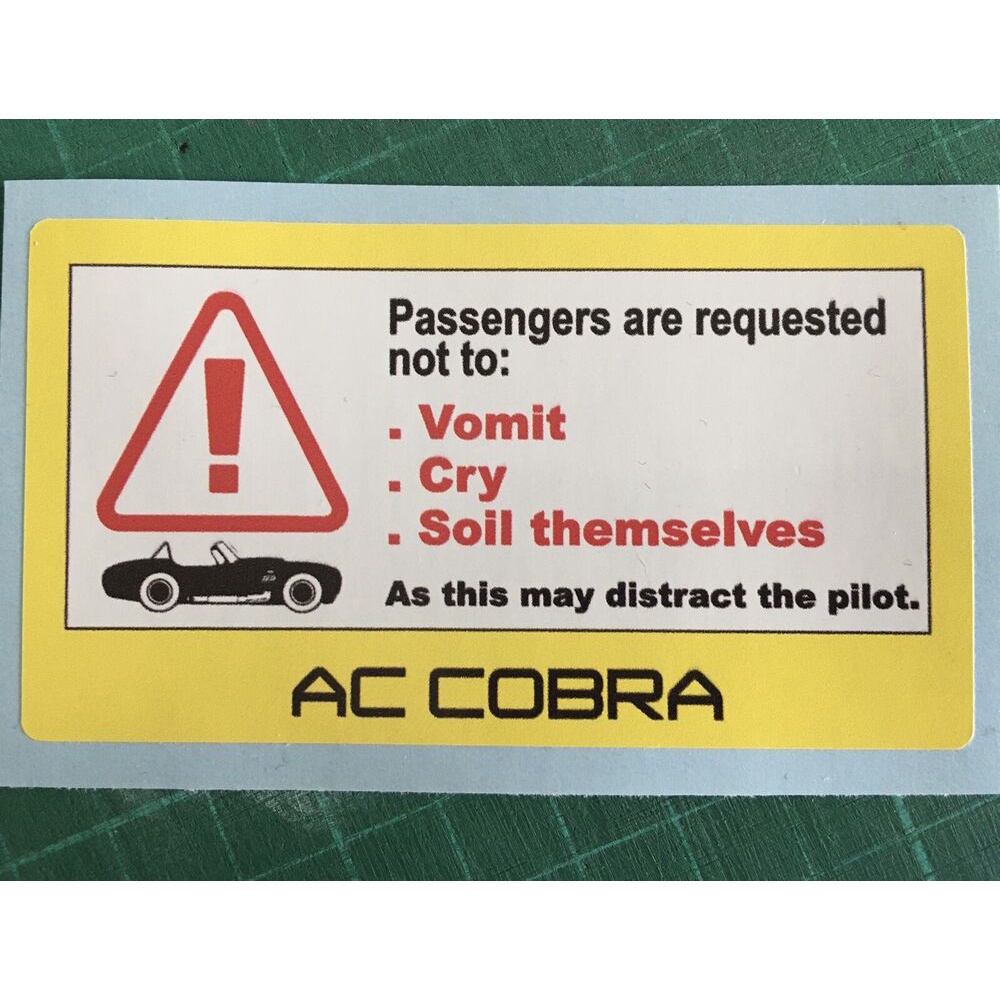 Passengers are requested
not to:
. Vomit
. Cry
. Soil themselves
As this may distract the pilot.
AC COBRA